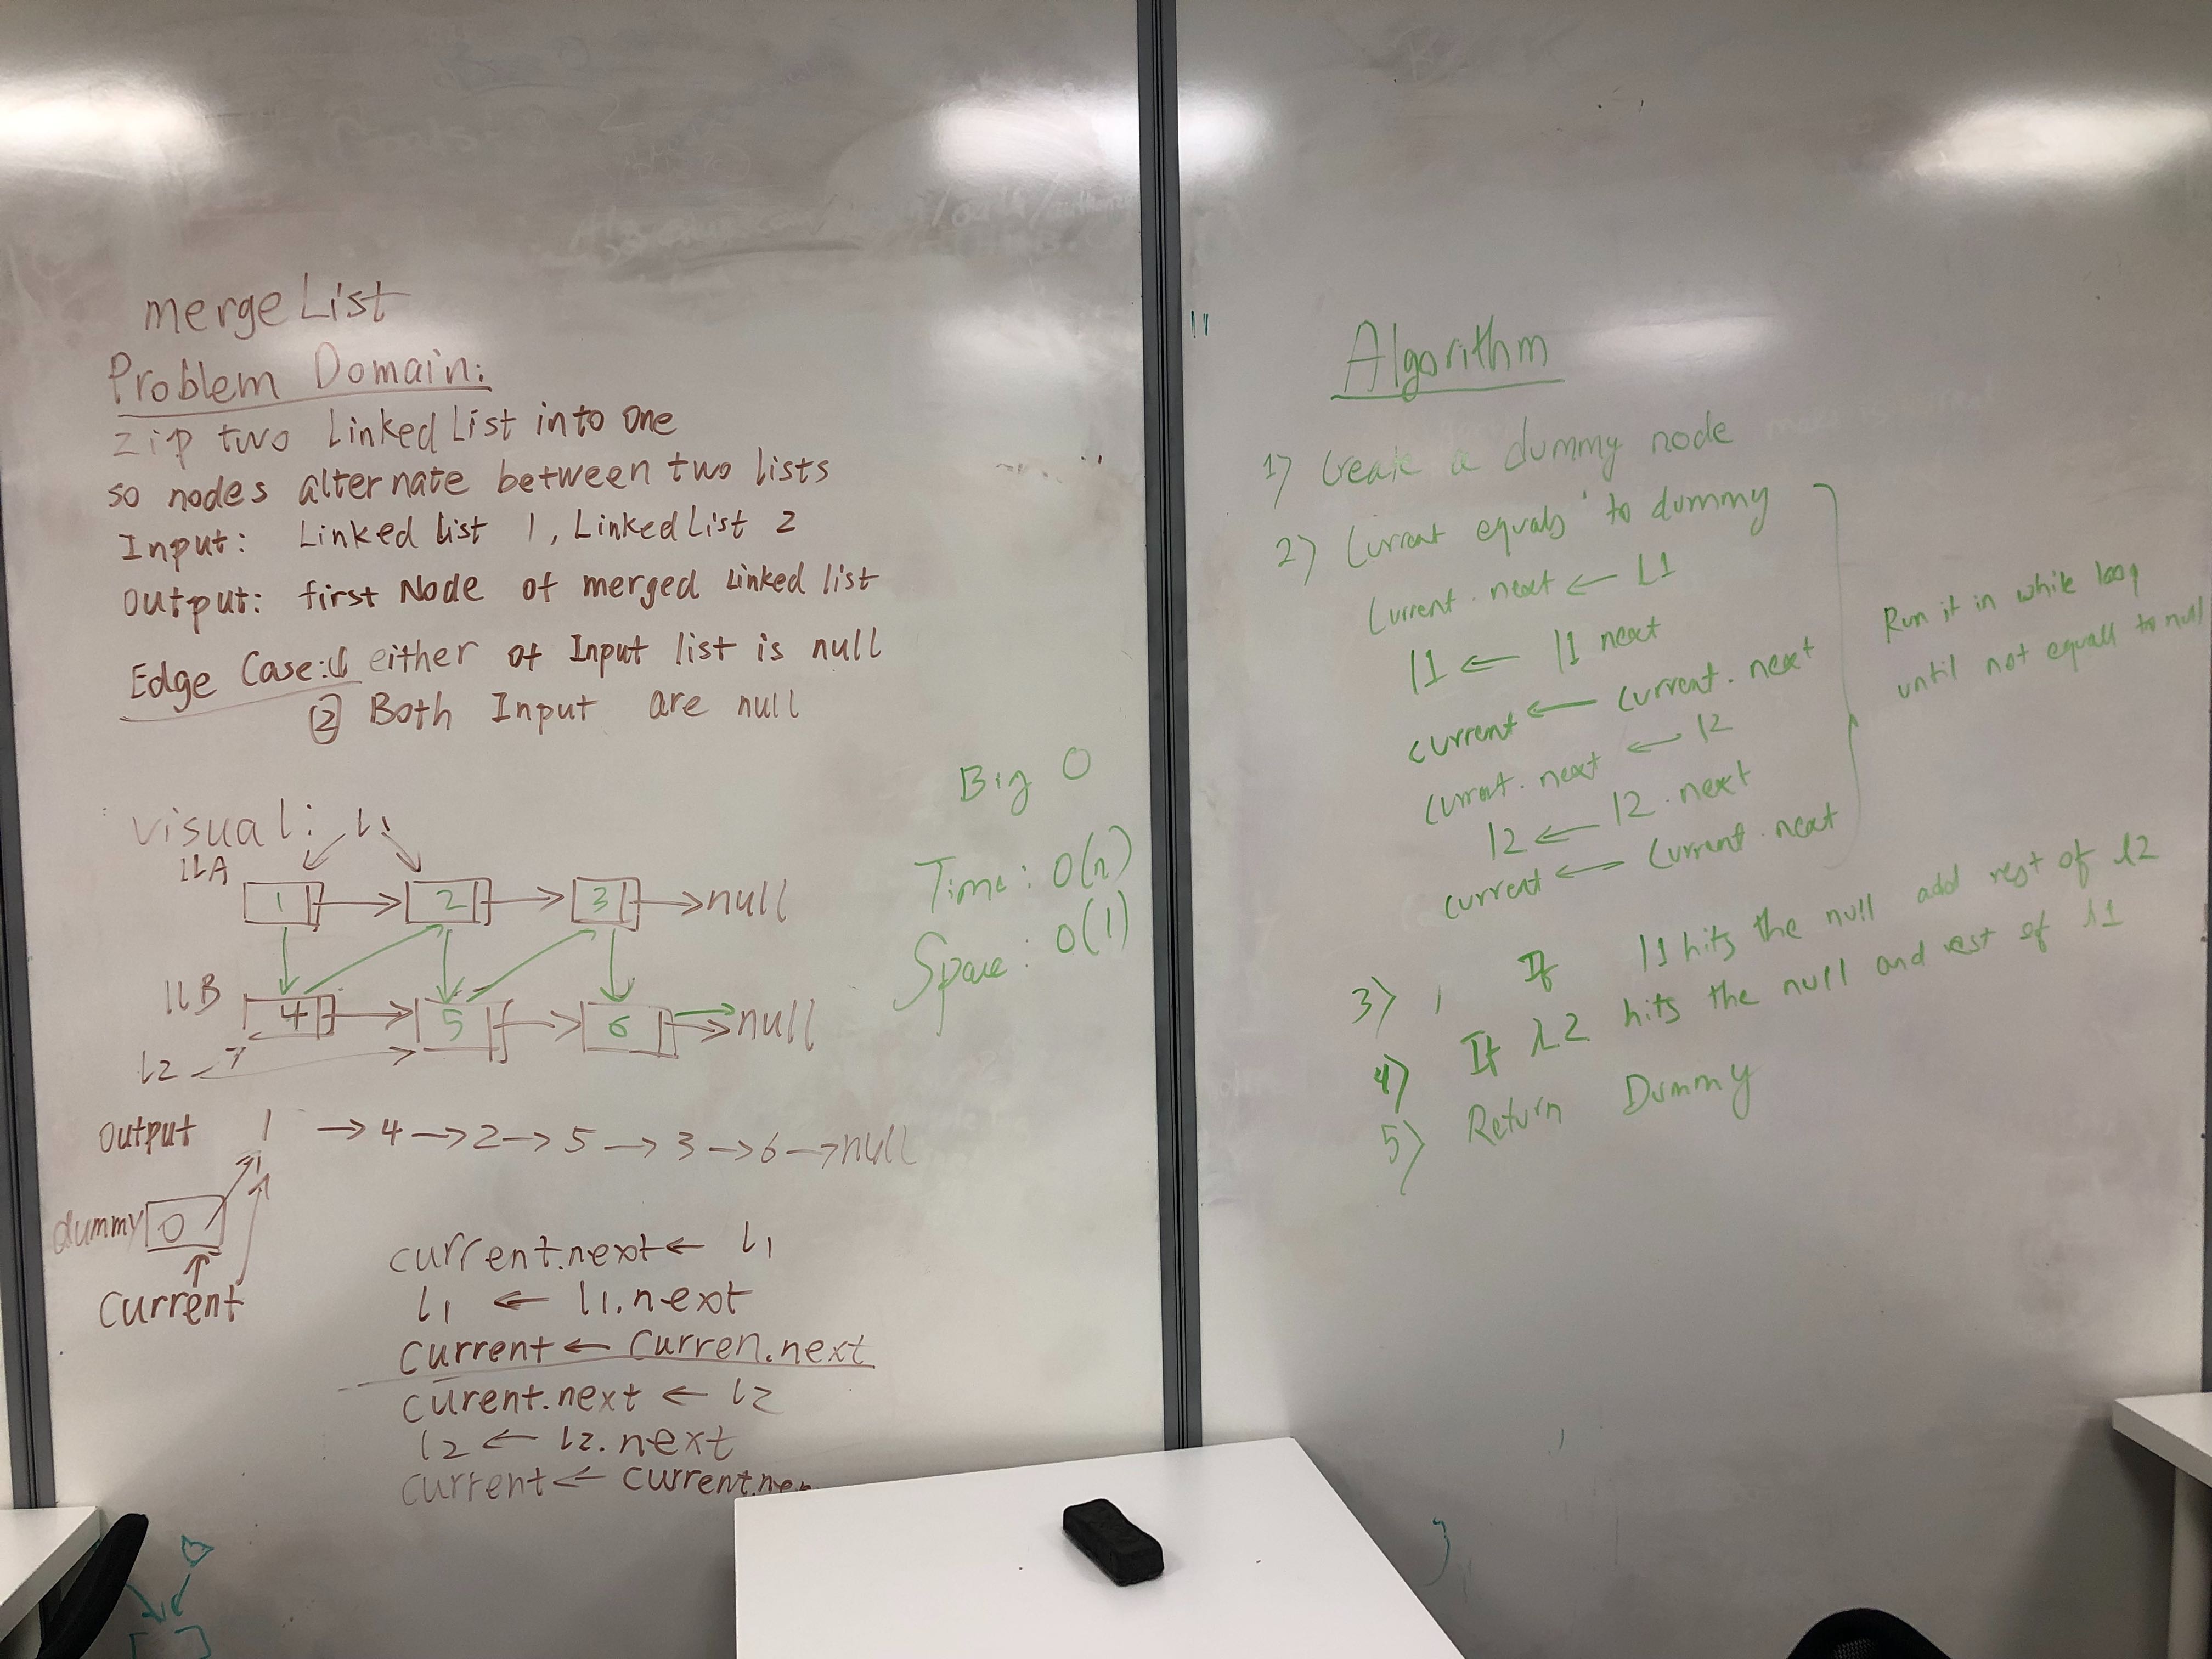 mergeList
Problem Domain:
zip two Linked List into one
so nodes alternate between two lists
Input: Linked list 1, Linked List 2
Output: first Node of merged Linked list
Edge Case: ① either of Input list is null
② Both Input are null
visual: l1
llA
1 2 3 null
llB
4 5 6 null
l2
Output 1 → 4 → 2 → 5 → 3 → 6 → null
dummy 0
Current
current.next ← l1
l1 ← l1.next
current ← curren.next
curent.next ← l2
l2 ← l2.next
current ←
Big O
Time: O(n)
Space: O(1)
Algorithm
1) Create a dummy node
2) Current equals to dummy
Current.next ← L1
l1 ← l1 next
current ← current.next
Current.next ← l2
l2 ← l2.next
current ← Current.next
Run it in while loop
until not equall to null
3) If l1 hits the null add rest of l2
4) If l2 hits the null and rest of l1
5) Return Dummy